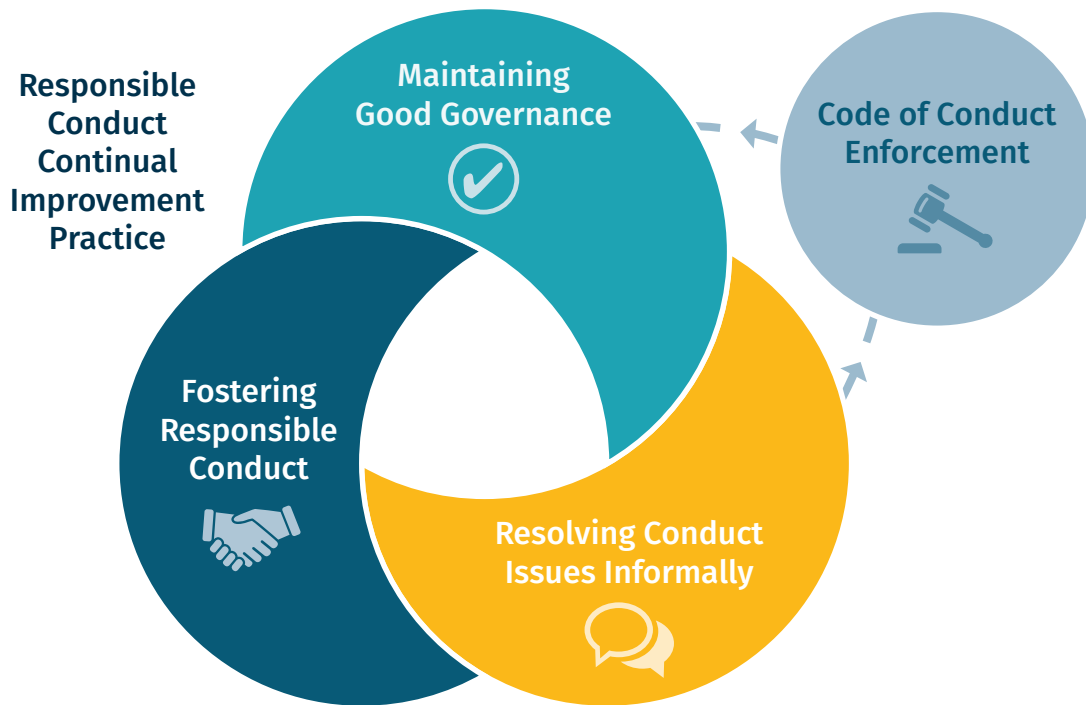 Responsible
Conduct
Continual
Improvement
Practice
Maintaining
Good Governance
Code of Conduct
Enforcement
Fostering
Responsible
Conduct
Resolving Conduct
Issues Informally